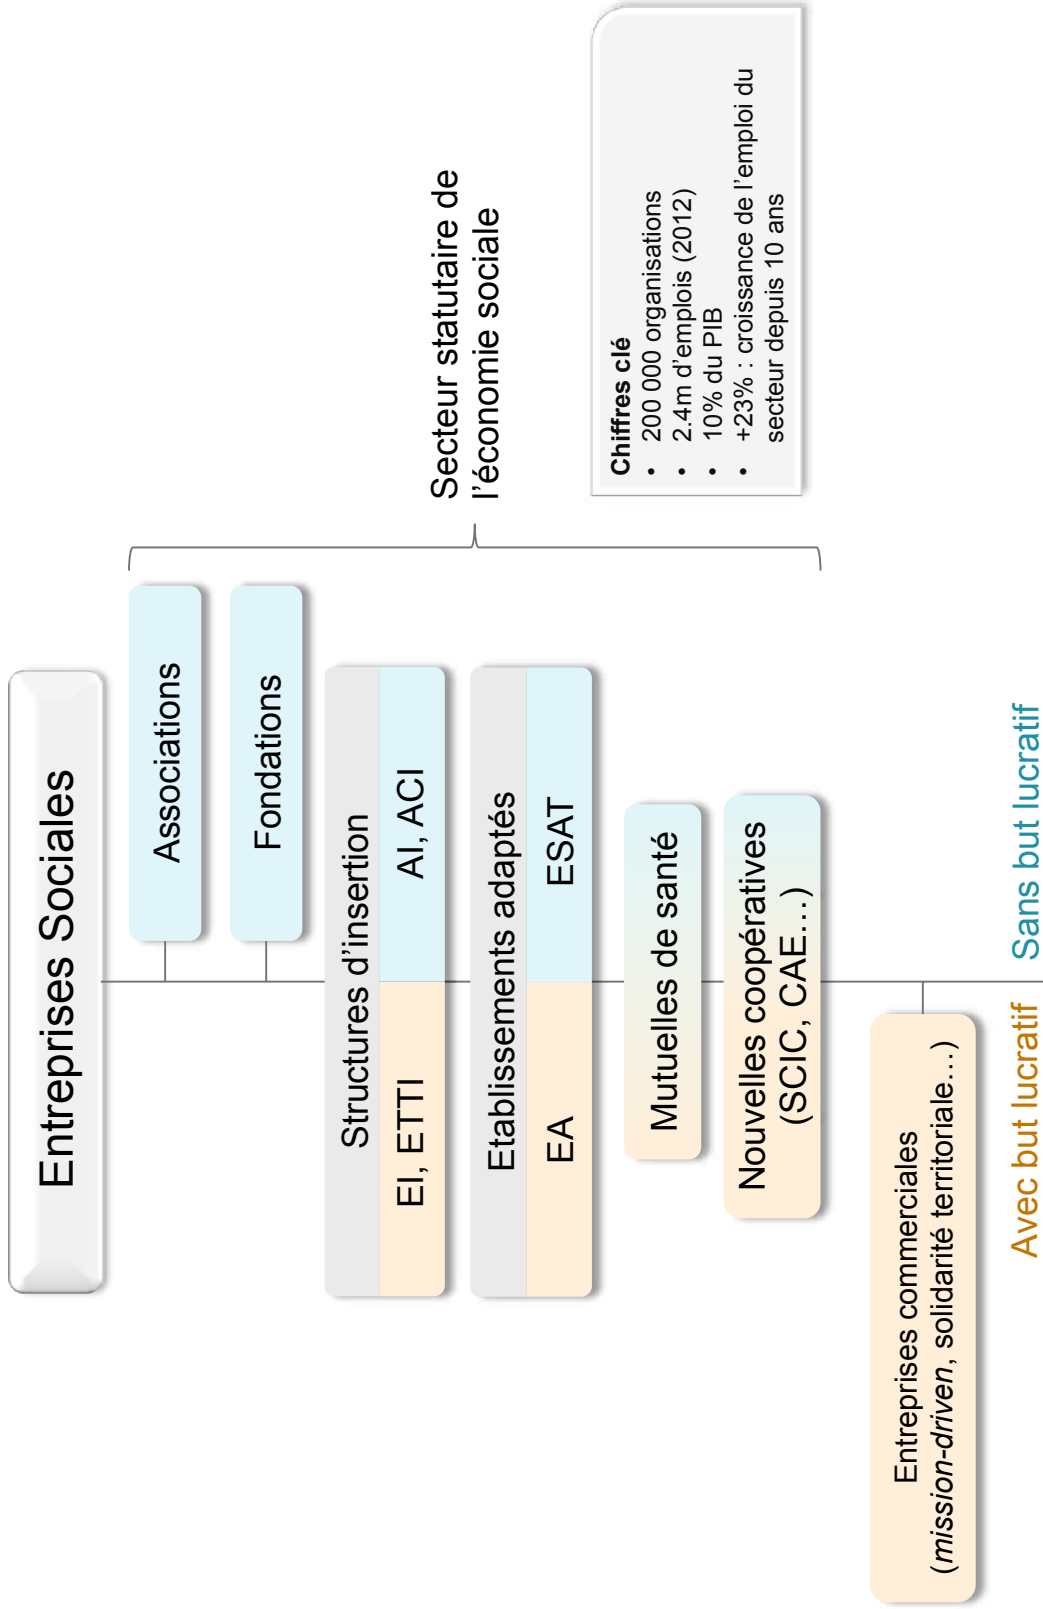 Entreprises Sociales
Associations
Fondations
Structures d’insertion
EI, ETTI
AI, ACI
Etablissements adaptés
EA
ESAT
Mutuelles de santé
Nouvelles coopératives
(SCIC, CAE…)
Entreprises commerciales
(mission-driven, solidarité territoriale…)
Avec but lucratif
Sans but lucratif
Secteur statutaire de
l’économie sociale
Chiffres clé
• 200 000 organisations
• 2.4m d’emplois (2012)
• 10% du PIB
• +23% : croissance de l’emploi du
secteur depuis 10 ans